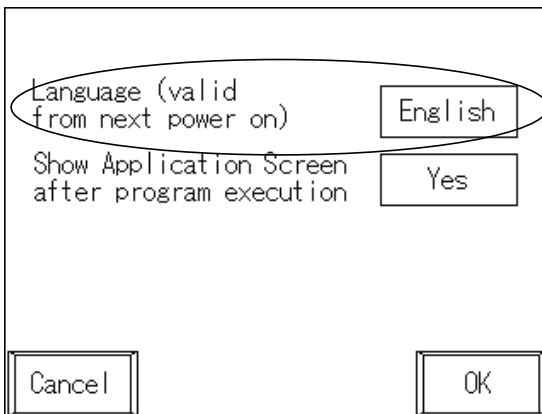 Language (valid
from next power on)
English
Show Application Screen
after program execution
Yes
Cancel
OK